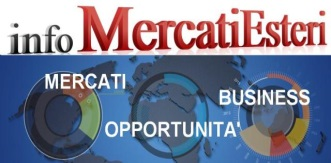 info MercatiEsteri
MERCATI
BUSINESS
OPPORTUNITA'